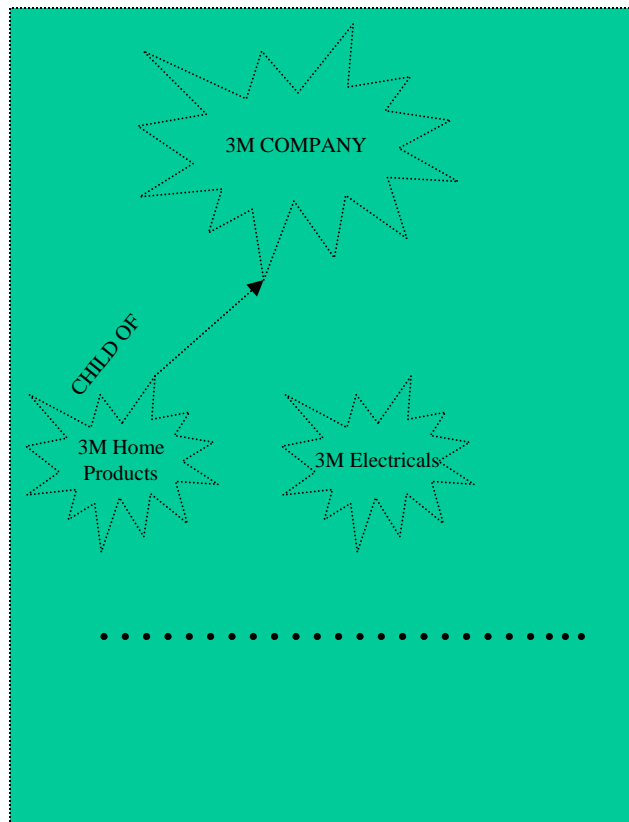 3M COMPANY
CHILD OF
3M Home
Products
3M Electricals